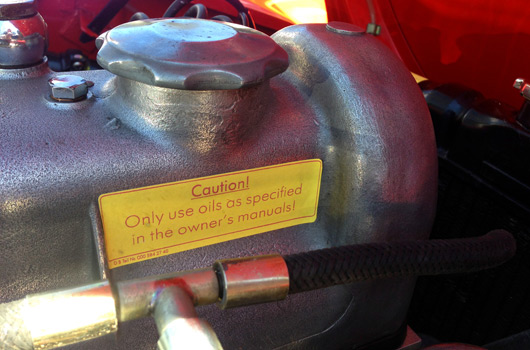 Caution!
Only use oils as specified
in the owner's manuals!